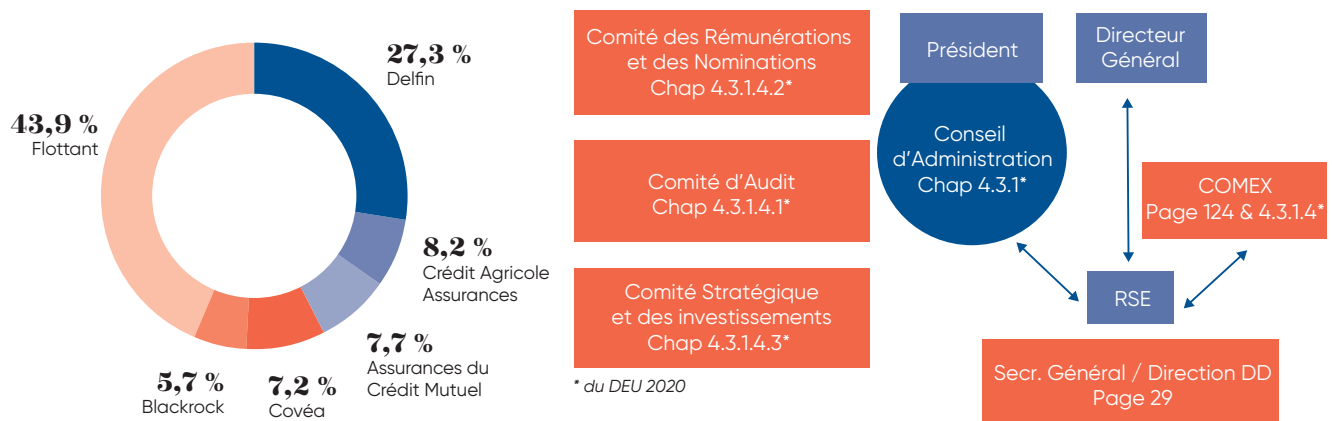 27,3 %
Delfin
43,9 %
Flottant
8,2 %
Crédit Agricole
Assurances
7,7 %
Assurances du
Crédit Mutuel
7,2 %
Covéa
5,7 %
Blackrock
Comité des Rémunérations
et des Nominations
Chap 4.3.1.4.2*
Comité d'Audit
Chap 4.3.1.4.1*
Comité Stratégique
et des investissements
Chap 4.3.1.4.3*
* du DEU 2020
Président
Directeur
Général
Conseil
d'Administration
Chap 4.3.1*
COMEX
Page 124 & 4.3.1.4*
RSE
Secr. Général / Direction DD
Page 29